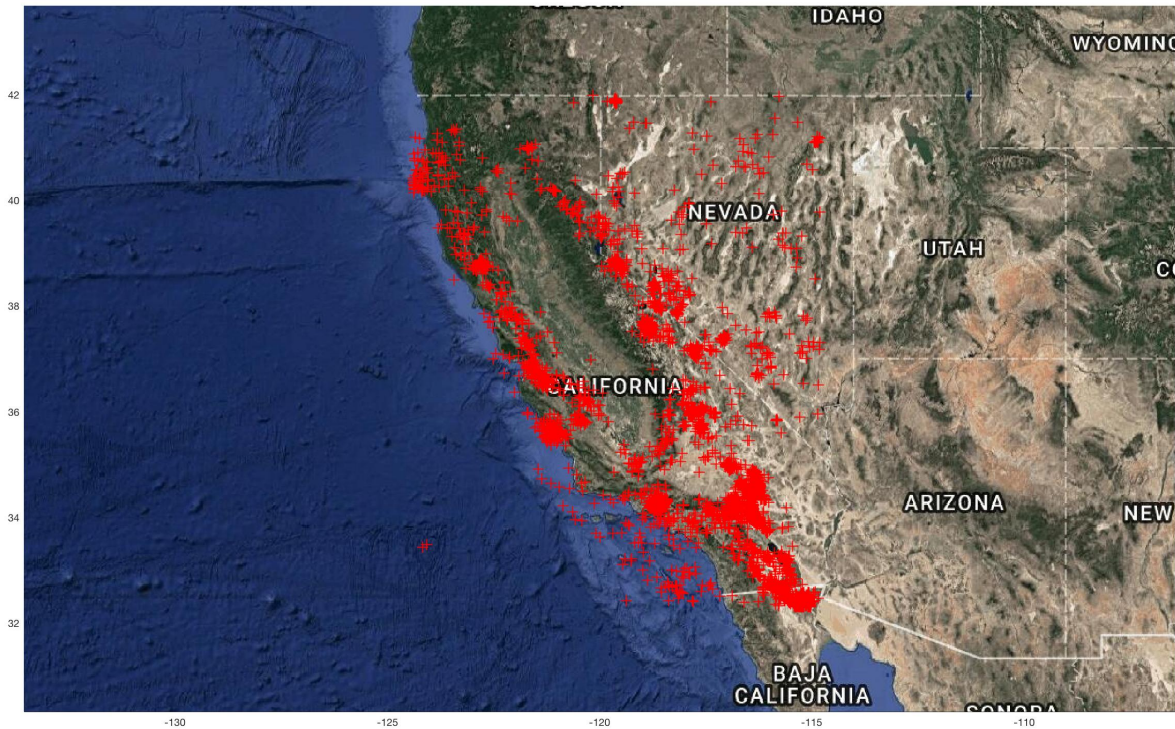 IDAHO
WYOMING
42
40
NEVADA
UTAH
38
CALIFORNIA
36
ARIZONA
34
NEW
32
BAJA
CALIFORNIA
-130
-125
-120
-115
-110